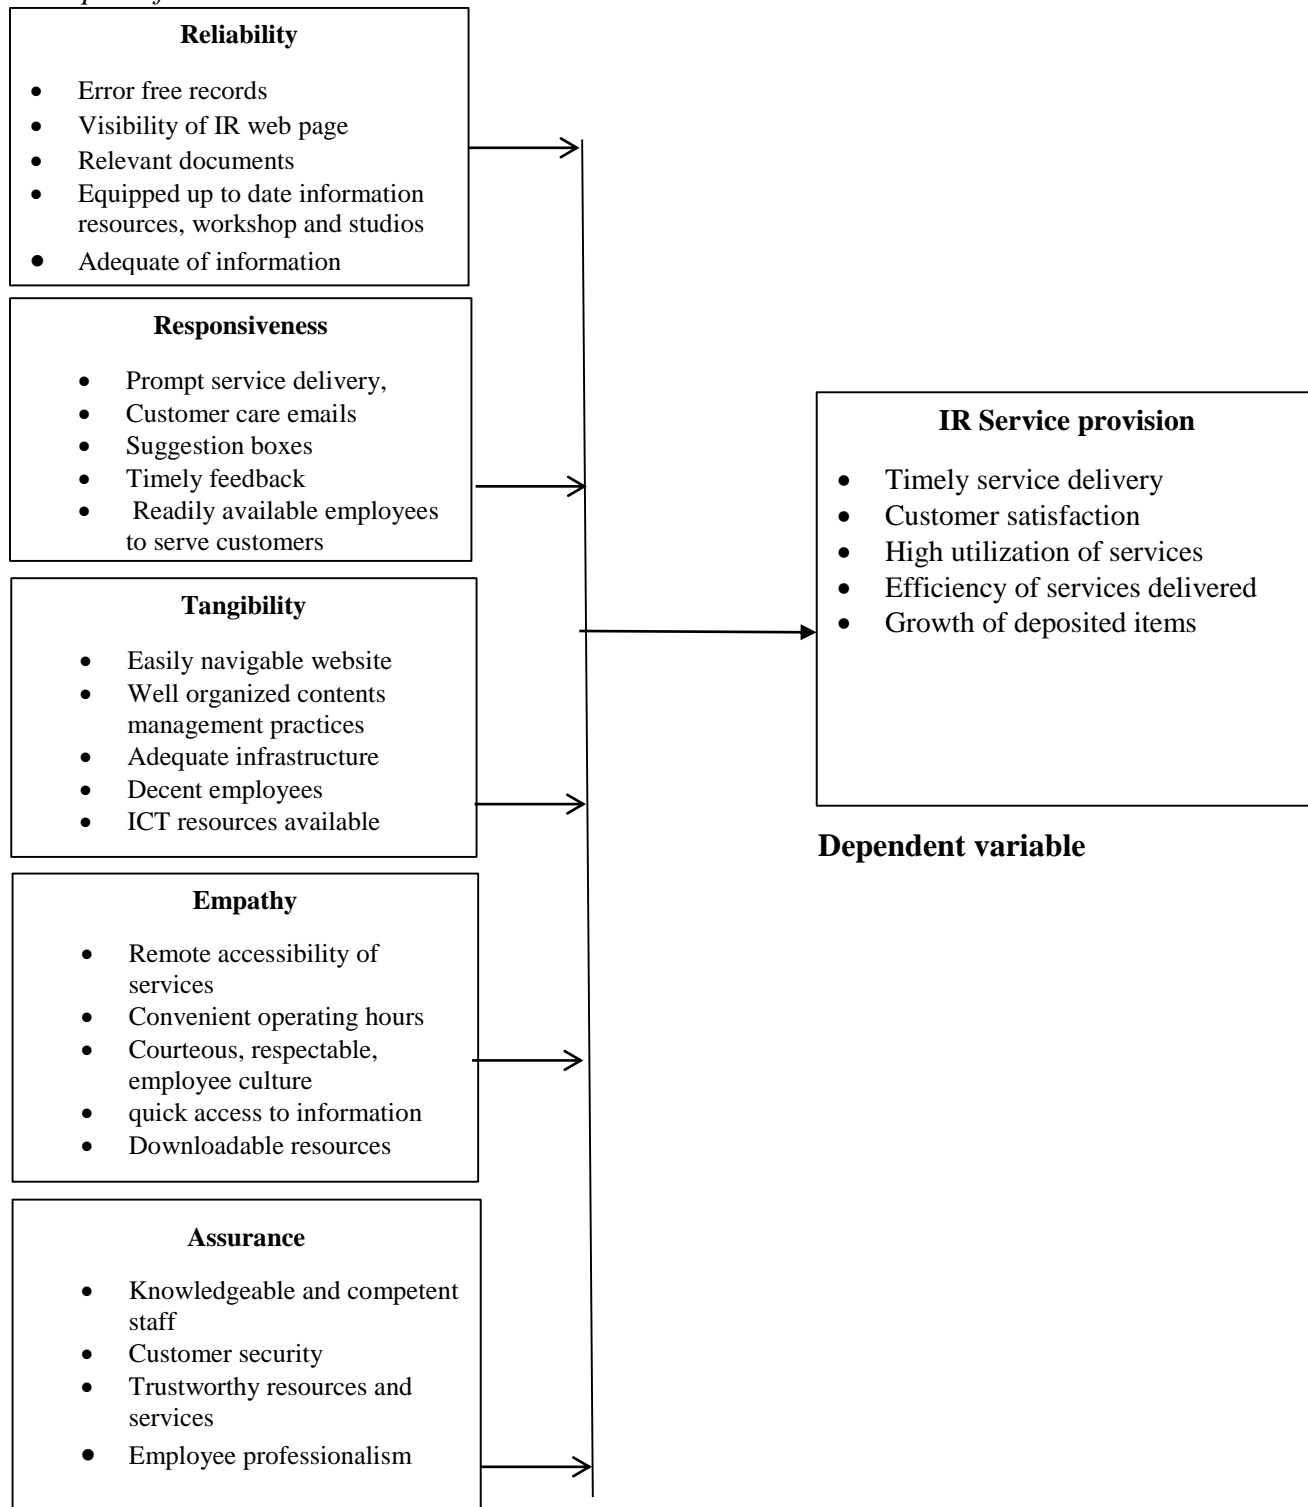 Reliability
• Error free records
• Visibility of IR web page
• Relevant documents
• Equipped up to date information
resources, workshop and studios
• Adequate of information
Responsiveness
• Prompt service delivery,
• Customer care emails
• Suggestion boxes
• Timely feedback
• Readily available employees
to serve customers
Tangibility
• Easily navigable website
• Well organized contents
management practices
• Adequate infrastructure
• Decent employees
• ICT resources available
Empathy
• Remote accessibility of
services
• Convenient operating hours
• Courteous, respectable,
employee culture
• quick access to information
• Downloadable resources
Assurance
• Knowledgeable and competent
staff
• Customer security
• Trustworthy resources and
services
• Employee professionalism
IR Service provision
• Timely service delivery
• Customer satisfaction
• High utilization of services
• Efficiency of services delivered
• Growth of deposited items
Dependent variable